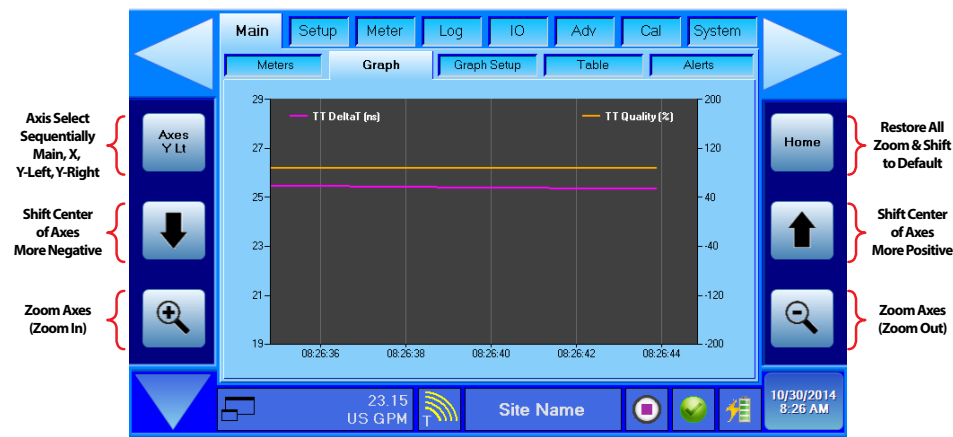 Main Setup Meter Log IO Adv Cal System
Meters Graph Graph Setup Table Alerts
Axis Select
Sequentially
Main, X,
Y-Left, Y-Right
Axes
Y Lt
Shift Center
of Axes
More Negative
Zoom Axes
(Zoom In)
TT DeltaT (ns)
TT Quality (%)
29
27
25
23
21
19
200
120
40
-40
-120
-200
08:26:36 08:26:38 08:26:40 08:26:42 08:26:44
Home
Restore All
Zoom & Shift
to Default
Shift Center
of Axes
More Positive
Zoom Axes
(Zoom Out)
23.15
US GPM
T
Site Name
10/30/2014
8:26 AM